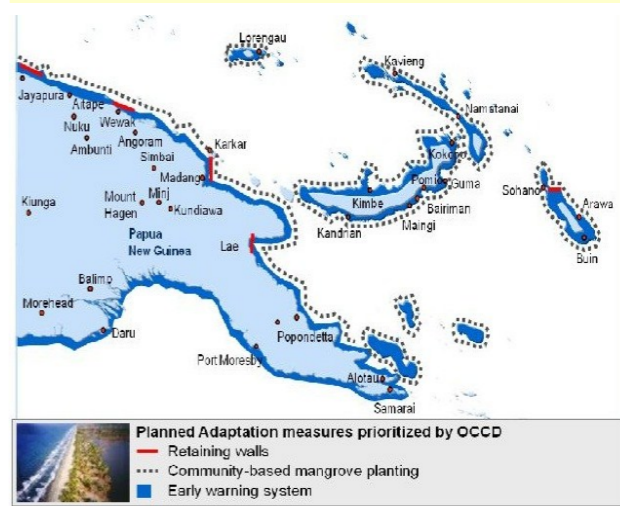 Lorengau
Kavieng
Jayapura
Aitape
Wewak
Nuku
Ambunti
Angoram
Karkar
Simbai
Madang
Namstanai
Kokopo
Pomio
Guma
Sohano
Arawa
Buin
Kiunga
Mount
Hagen
Minj
Kundiawa
Kimbe
Bairiman
Maingi
Kandrian
Papua
New Guinea
Lae
Balimo
Morehead
Daru
Popondetta
Port Moresby
Alotau
Samarai
Planned Adaptation measures prioritized by OCCD
Retaining walls
Community-based mangrove planting
Early warning system